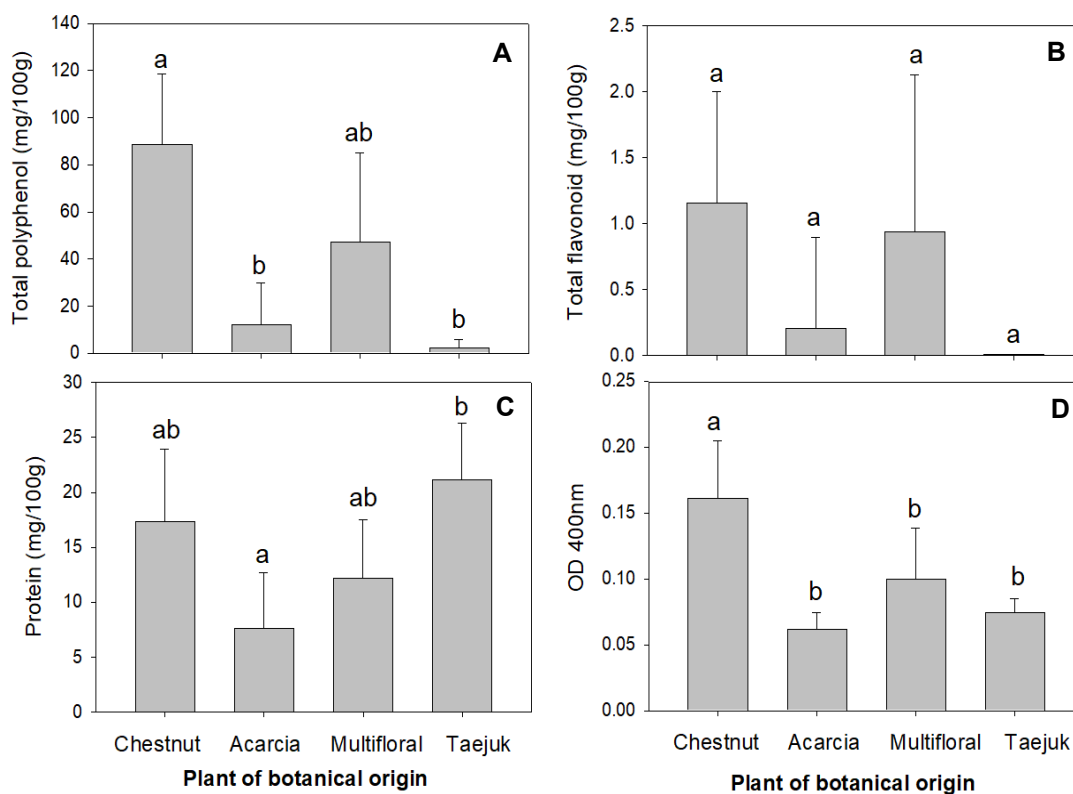 A
Total polyphenol (mg/100g)
140
120
100
80
60
40
20
0
a
b
ab
b
B
Total flavonoid (mg/100g)
2.5
2.0
1.5
1.0
0.5
0.0
a
a
a
a
C
Protein (mg/100g)
30
25
20
15
10
5
0
ab
a
ab
b
Chestnut Acarcia Multifloral Taejuk
Plant of botanical origin
D
OD 400nm
0.25
0.20
0.15
0.10
0.05
0.00
a
b
b
b
Chestnut Acarcia Multifloral Taejuk
Plant of botanical origin